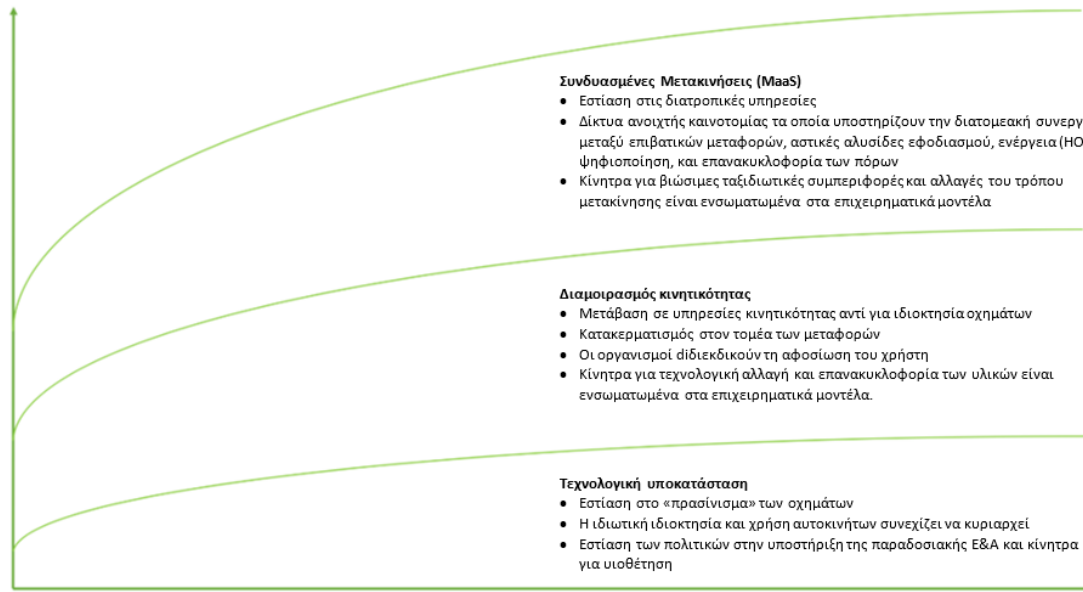 Συνδυασμένες Μετακινήσεις (MaaS)
• Εστίαση στις διατροπικές υπηρεσίες
• Δίκτυα ανοιχτής καινοτομίας τα οποία υποστηρίζουν την διατομεακή συνεργ
μεταξύ επιβατικών μεταφορών, αστικές αλυσίδες εφοδιασμού, ενέργεια (HO
ψηφιοποίηση, και επανακυκλοφορία των πόρων
• Κίνητρα για βιώσιμες ταξιδιωτικές συμπεριφορές και αλλαγές του τρόπου
μετακίνησης είναι ενσωματωμένα στα επιχειρηματικά μοντέλα
Διαμοιρασμός κινητικότητας
• Μετάβαση σε υπηρεσίες κινητικότητας αντί για ιδιοκτησία οχημάτων
• Κατακερματισμός στον τομέα των μεταφορών
• Οι οργανισμοί diδιεκδικούν τη αφοσίωση του χρήστη
• Κίνητρα για τεχνολογική αλλαγή και επανακυκλοφορία των υλικών είναι
ενσωματωμένα στα επιχειρηματικά μοντέλα.
Τεχνολογική υποκατάσταση
• Εστίαση στο «πρασίνισμα» των οχημάτων
• Η ιδιωτική ιδιοκτησία και χρήση αυτοκινήτων συνεχίζει να κυριαρχεί
• Εστίαση των πολιτικών στην υποστήριξη της παραδοσιακής Ε&Α και κίνητρα
για υιοθέτηση